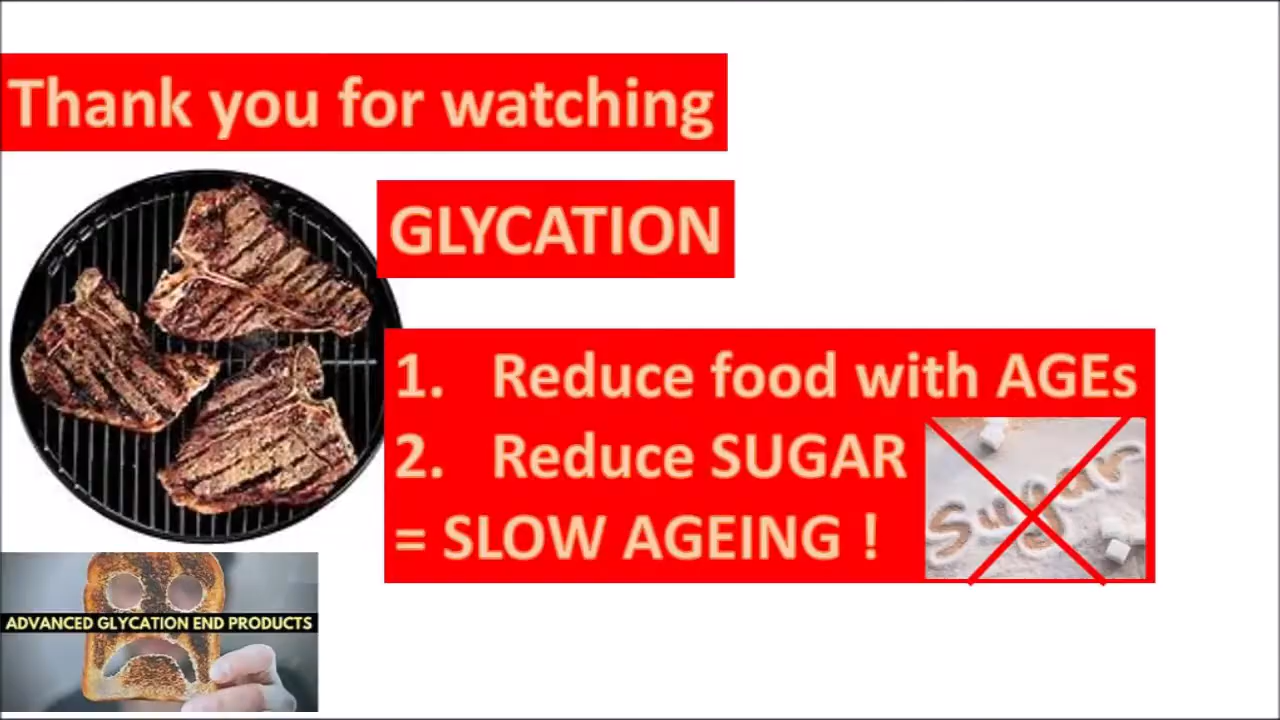 Thank you for watching
GLYCATION
1. Reduce food with AGEs
2. Reduce SUGAR
= SLOW AGEING !
Sugar
ADVANCED GLYCATION END PRODUCTS